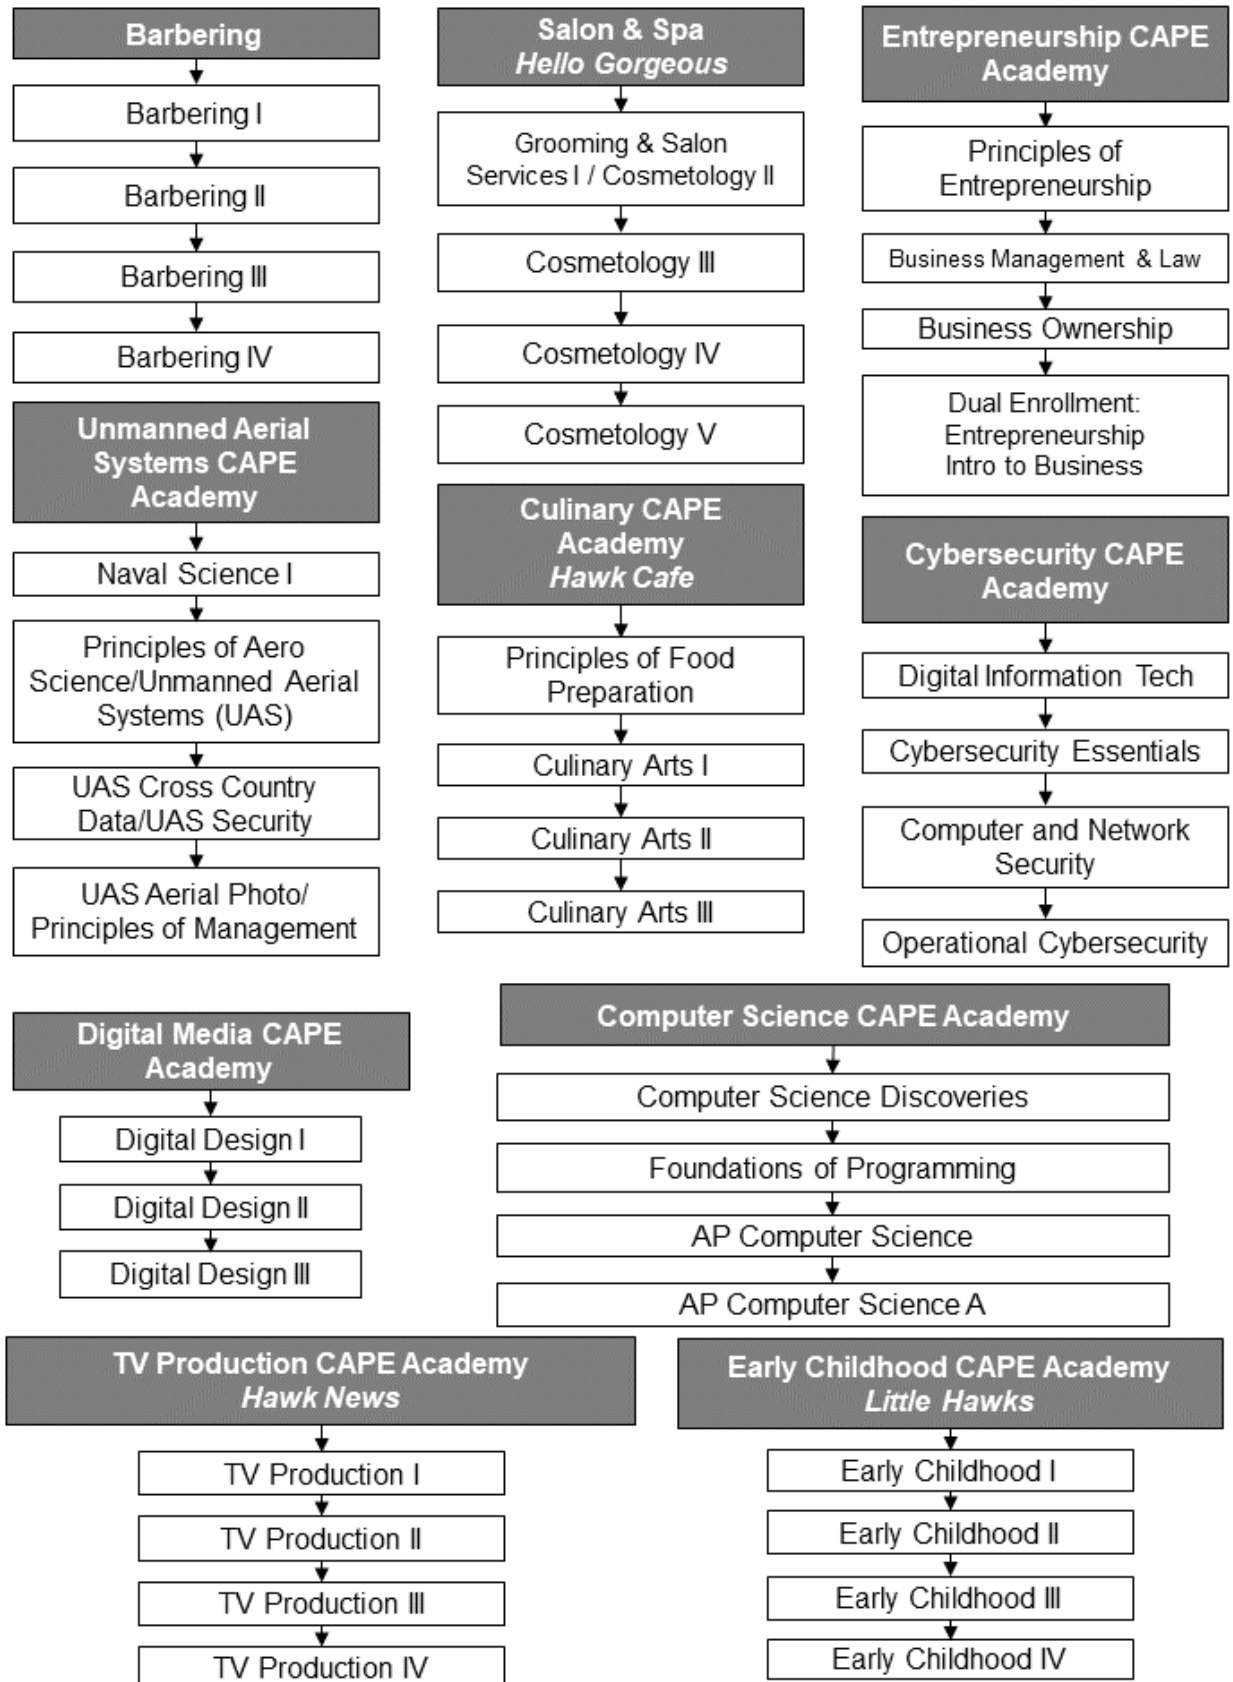 Barbering
Barbering I
Barbering II
Barbering III
Barbering IV
Unmanned Aerial
Systems CAPE
Academy
Naval Science I
Principles of Aero
Science/Unmanned Aerial
Systems (UAS)
UAS Cross Country
Data/UAS Security
UAS Aerial Photo/
Principles of Management
Salon & Spa
Hello Gorgeous
Grooming & Salon
Services I / Cosmetology II
Cosmetology III
Cosmetology IV
Cosmetology V
Culinary CAPE
Academy
Hawk Cafe
Principles of Food
Preparation
Culinary Arts I
Culinary Arts II
Culinary Arts III
Entrepreneurship CAPE
Academy
Principles of
Entrepreneurship
Business Management & Law
Business Ownership
Dual Enrollment:
Entrepreneurship
Intro to Business
Cybersecurity CAPE
Academy
Digital Information Tech
Cybersecurity Essentials
Computer and Network
Security
Operational Cybersecurity
Digital Media CAPE
Academy
Digital Design I
Digital Design II
Digital Design III
Computer Science CAPE Academy
Computer Science Discoveries
Foundations of Programming
AP Computer Science
AP Computer Science A
TV Production CAPE Academy
Hawk News
TV Production I
TV Production II
TV Production III
TV Production IV
Early Childhood CAPE Academy
Little Hawks
Early Childhood I
Early Childhood II
Early Childhood III
Early Childhood IV